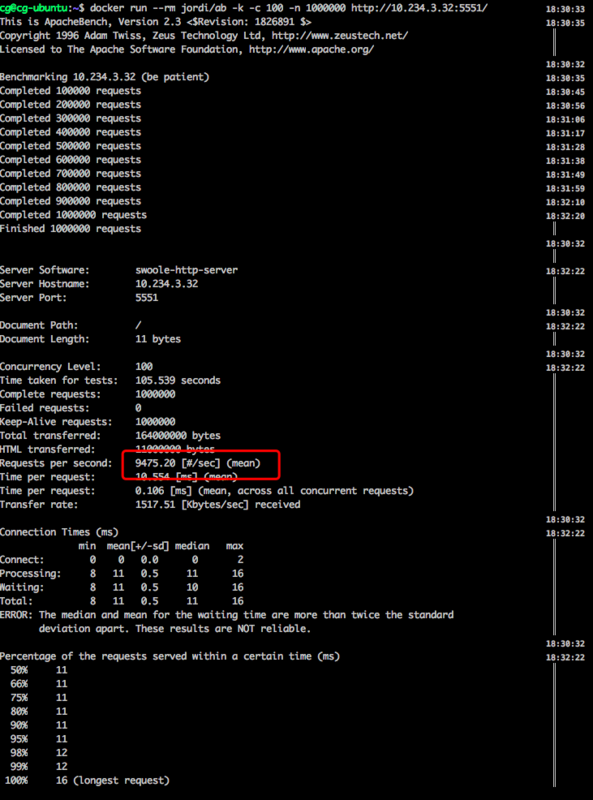 cg@cg-ubuntu:~$ docker run --rm jordi/ab -k -c 100 -n 1000000 http://10.234.3.32:5551/ 18:30:33
This is ApacheBench, Version 2.3 <$Revision: 1826891 $> 18:30:35
Copyright 1996 Adam Twiss, Zeus Technology Ltd, http://www.zeustech.net/
Licensed to The Apache Software Foundation, http://www.apache.org/
18:30:32
Benchmarking 10.234.3.32 (be patient) 18:30:35
Completed 100000 requests 18:30:45
Completed 200000 requests 18:30:56
Completed 300000 requests 18:31:06
Completed 400000 requests 18:31:17
Completed 500000 requests 18:31:28
Completed 600000 requests 18:31:38
Completed 700000 requests 18:31:49
Completed 800000 requests 18:31:59
Completed 900000 requests 18:32:10
Completed 1000000 requests 18:32:20
Finished 1000000 requests
18:30:32
Server Software: swoole-http-server 18:32:22
Server Hostname: 10.234.3.32
Server Port: 5551
18:30:32
Document Path: / 18:32:22
Document Length: 11 bytes
18:30:32
Concurrency Level: 100 18:32:22
Time taken for tests: 105.539 seconds
Complete requests: 1000000
Failed requests: 0
Keep-Alive requests: 1000000
Total transferred: 164000000 bytes
HTML transferred: 11000000 bytes
Requests per second: 9475.20 [#/sec] (mean)
Time per request: 10.554 [ms] (mean)
Time per request: 0.106 [ms] (mean, across all concurrent requests)
Transfer rate: 1517.51 [Kbytes/sec] received
18:30:32
Connection Times (ms) 18:32:22
min mean[+/-sd] median max
Connect: 0 0 0.0 0 2
Processing: 8 11 0.5 11 16
Waiting: 8 11 0.5 10 16
Total: 8 11 0.5 11 16
ERROR: The median and mean for the waiting time are more than twice the standard
deviation apart. These results are NOT reliable.
18:30:32
Percentage of the requests served within a certain time (ms) 18:32:22
50% 11
66% 11
75% 11
80% 11
90% 11
95% 11
98% 12
99% 12
100% 16 (longest request)